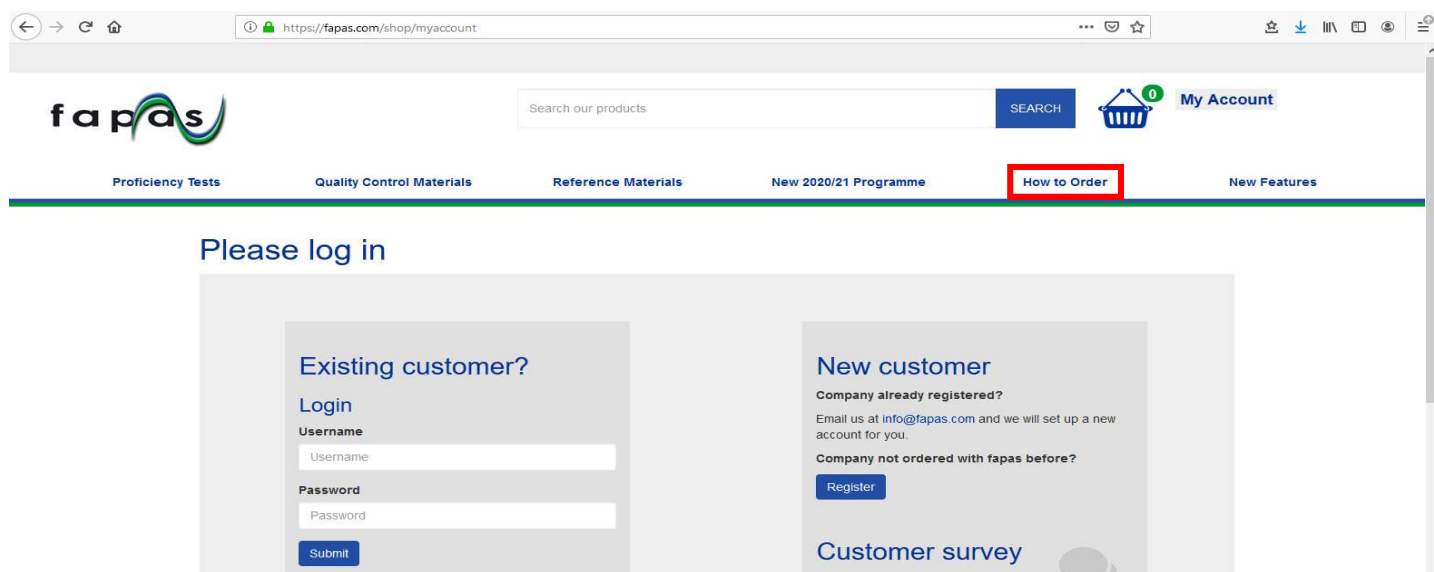 https://fapas.com/shop/myaccount
fapas
Search our products
SEARCH
0
My Account
Proficiency Tests
Quality Control Materials
Reference Materials
New 2020/21 Programme
How to Order
New Features
Please log in
Existing customer?
Login
Username
Username
Password
Password
Submit
New customer
Company already registered?
Email us at info@fapas.com and we will set up a new
account for you.
Company not ordered with fapas before?
Register
Customer survey